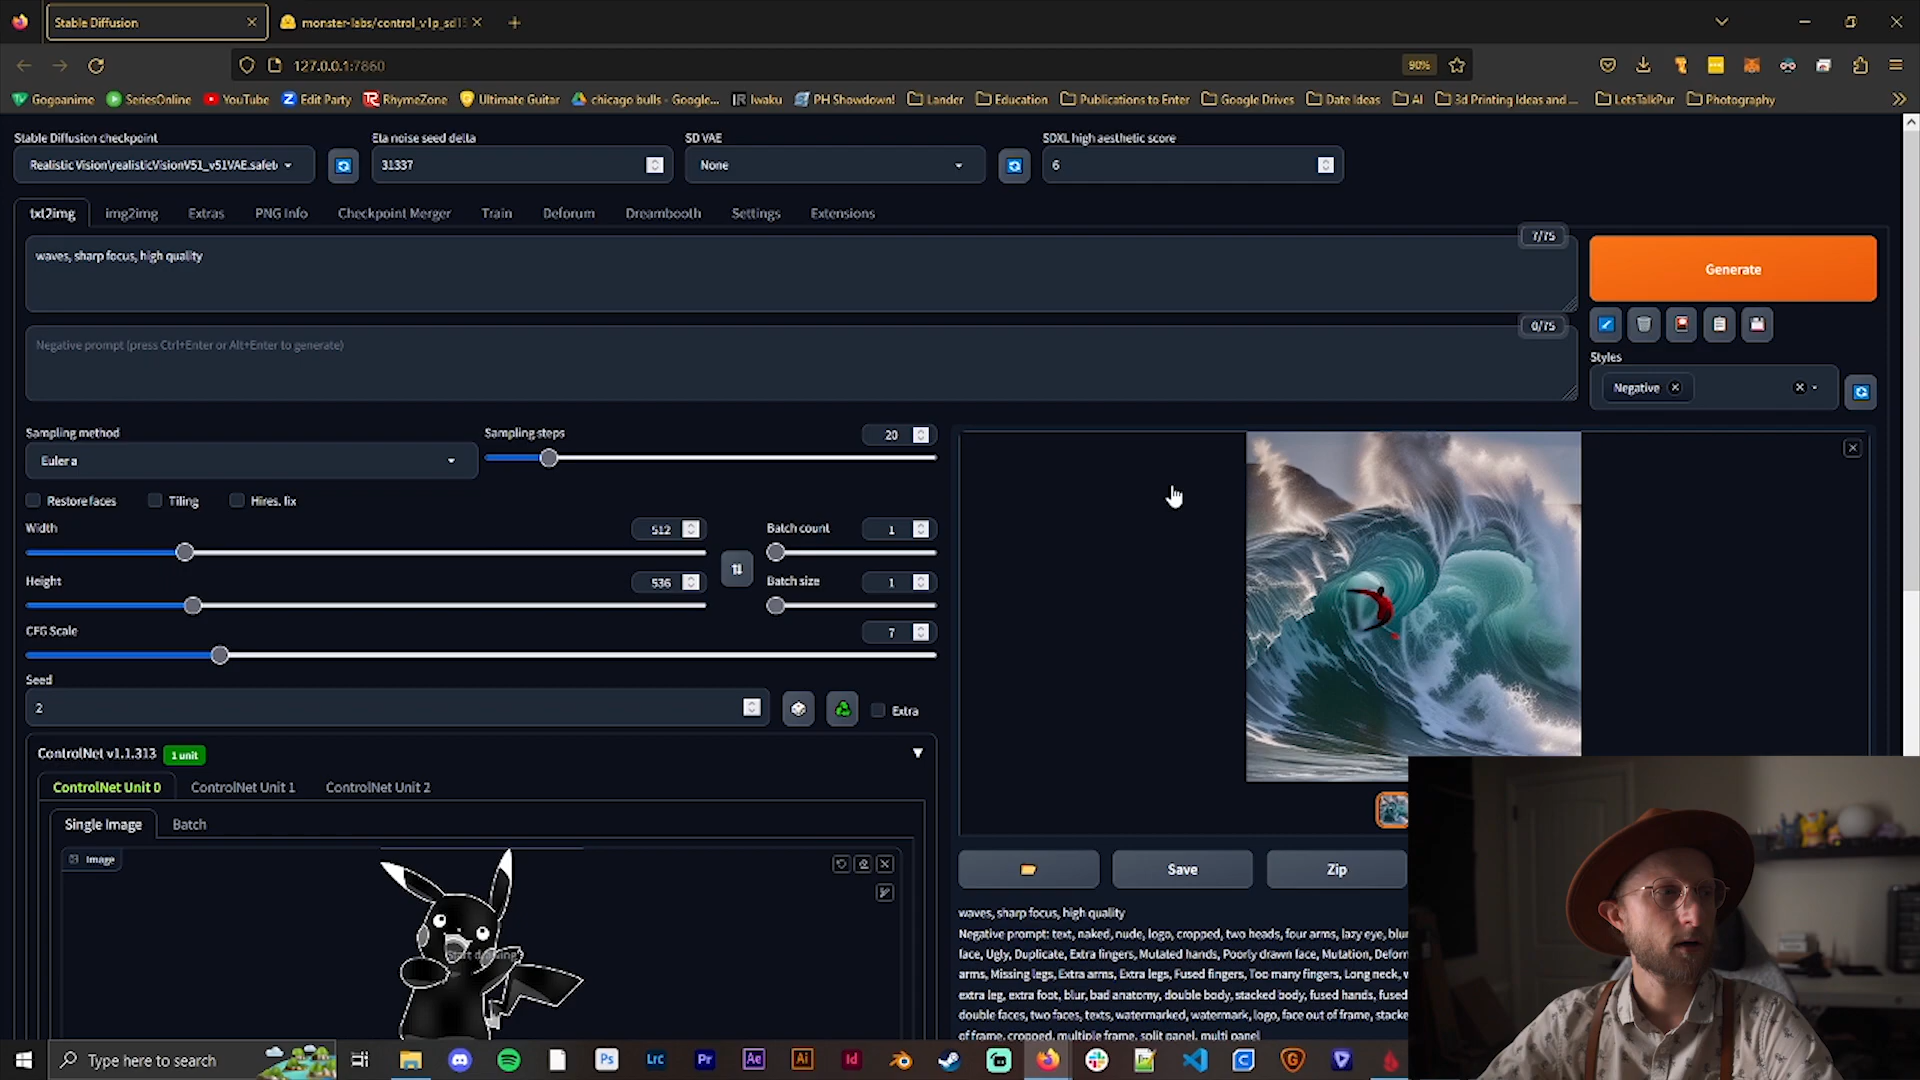 Stable Diffusion
monster-labs/control_v1p_sd15
127.0.0.1:7860
90%
Gogoanime
SeriesOnline
YouTube
Edit Party
RhymeZone
Ultimate Guitar
chicago bulls - Google...
Iwaku
PH Showdown!
Lander
Education
Publications to Enter
Google Drives
Date Ideas
AI
3d Printing Ideas and ...
LetsTalkPur
Photography
Stable Diffusion checkpoint
Eta noise seed delta
SD VAE
SDXL high aesthetic score
Realistic Vision\realisticVisionV51_v51VAE.safet
31337
None
6
txt2img
img2img
Extras
PNG Info
Checkpoint Merger
Train
Deforum
Dreambooth
Settings
Extensions
7/75
waves, sharp focus, high quality
Generate
0/75
Negative prompt (press Ctrl+Enter or Alt+Enter to generate)
Styles
Negative
Sampling method
Sampling steps
20
Euler a
Restore faces
Tiling
Hires. fix
Width
512
Batch count
1
Height
536
Batch size
1
CFG Scale
7
Seed
2
Extra
ControlNet v1.1.313
1 unit
ControlNet Unit 0
ControlNet Unit 1
ControlNet Unit 2
Single Image
Batch
Image
Start drawing
Save
Zip
waves, sharp focus, high quality
Negative prompt: text, naked, nude, logo, cropped, two heads, four arms, lazy eye, blur
face, Ugly, Duplicate, Extra fingers, Mutated hands, Poorly drawn face, Mutation, Defor
arms, Missing legs, Extra arms, Extra legs, Fused fingers, Too many fingers, Long neck,
extra leg, extra foot, blur, bad anatomy, double body, stacked body, fused hands, fused
double faces, two faces, texts, watermarked, watermark, logo, face out of frame, stacke
of frame, cropped, multiple frame, split panel, multi panel
Type here to search
Ps
Lrc
Pr
Ae
Ai
Id